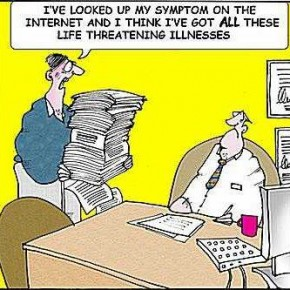 I'VE LOOKED UP MY SYMPTOM ON THE
INTERNET AND I THINK I'VE GOT ALL THESE
LIFE THREATENING ILLNESSES